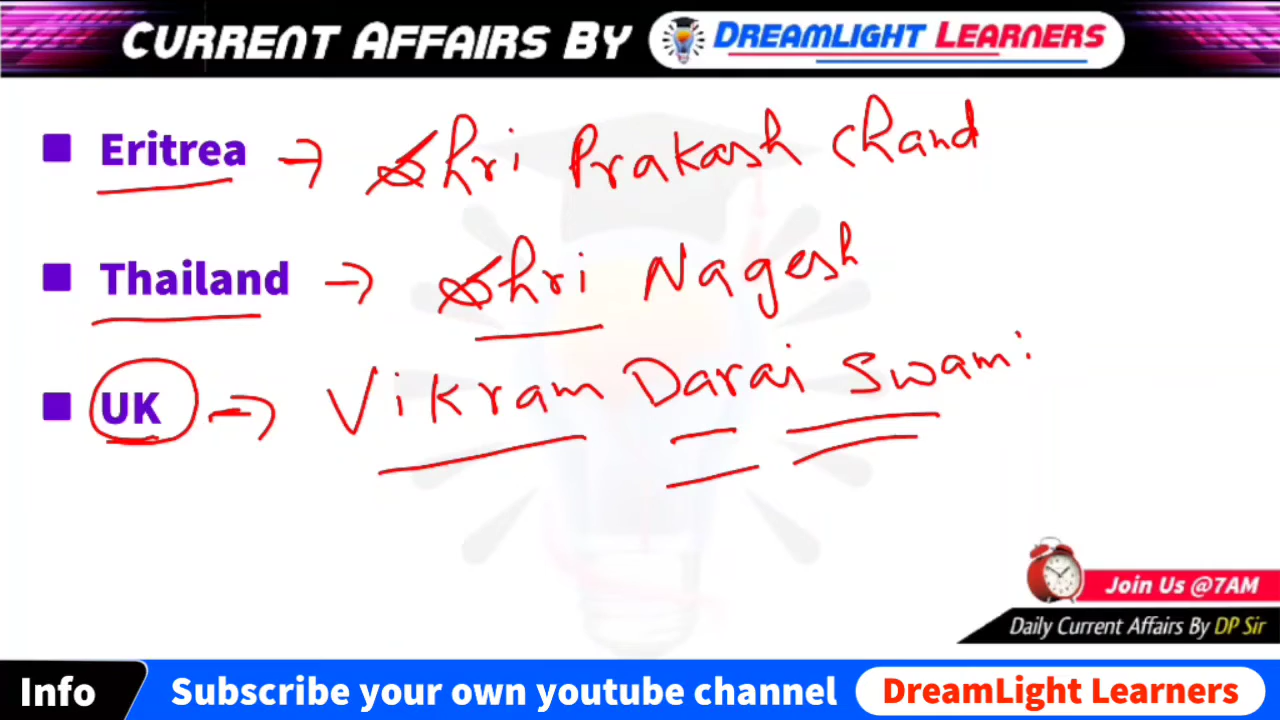 CURRENT AFFAIRS BY DREAMLIGHT LEARNERS
Eritrea → Shri Prakash Chand
Thailand → Shri Nagesh
UK → Vikram Darai Swami
Join Us @7AM
Daily Current Affairs By DP Sir
Info Subscribe your own youtube channel DreamLight Learners